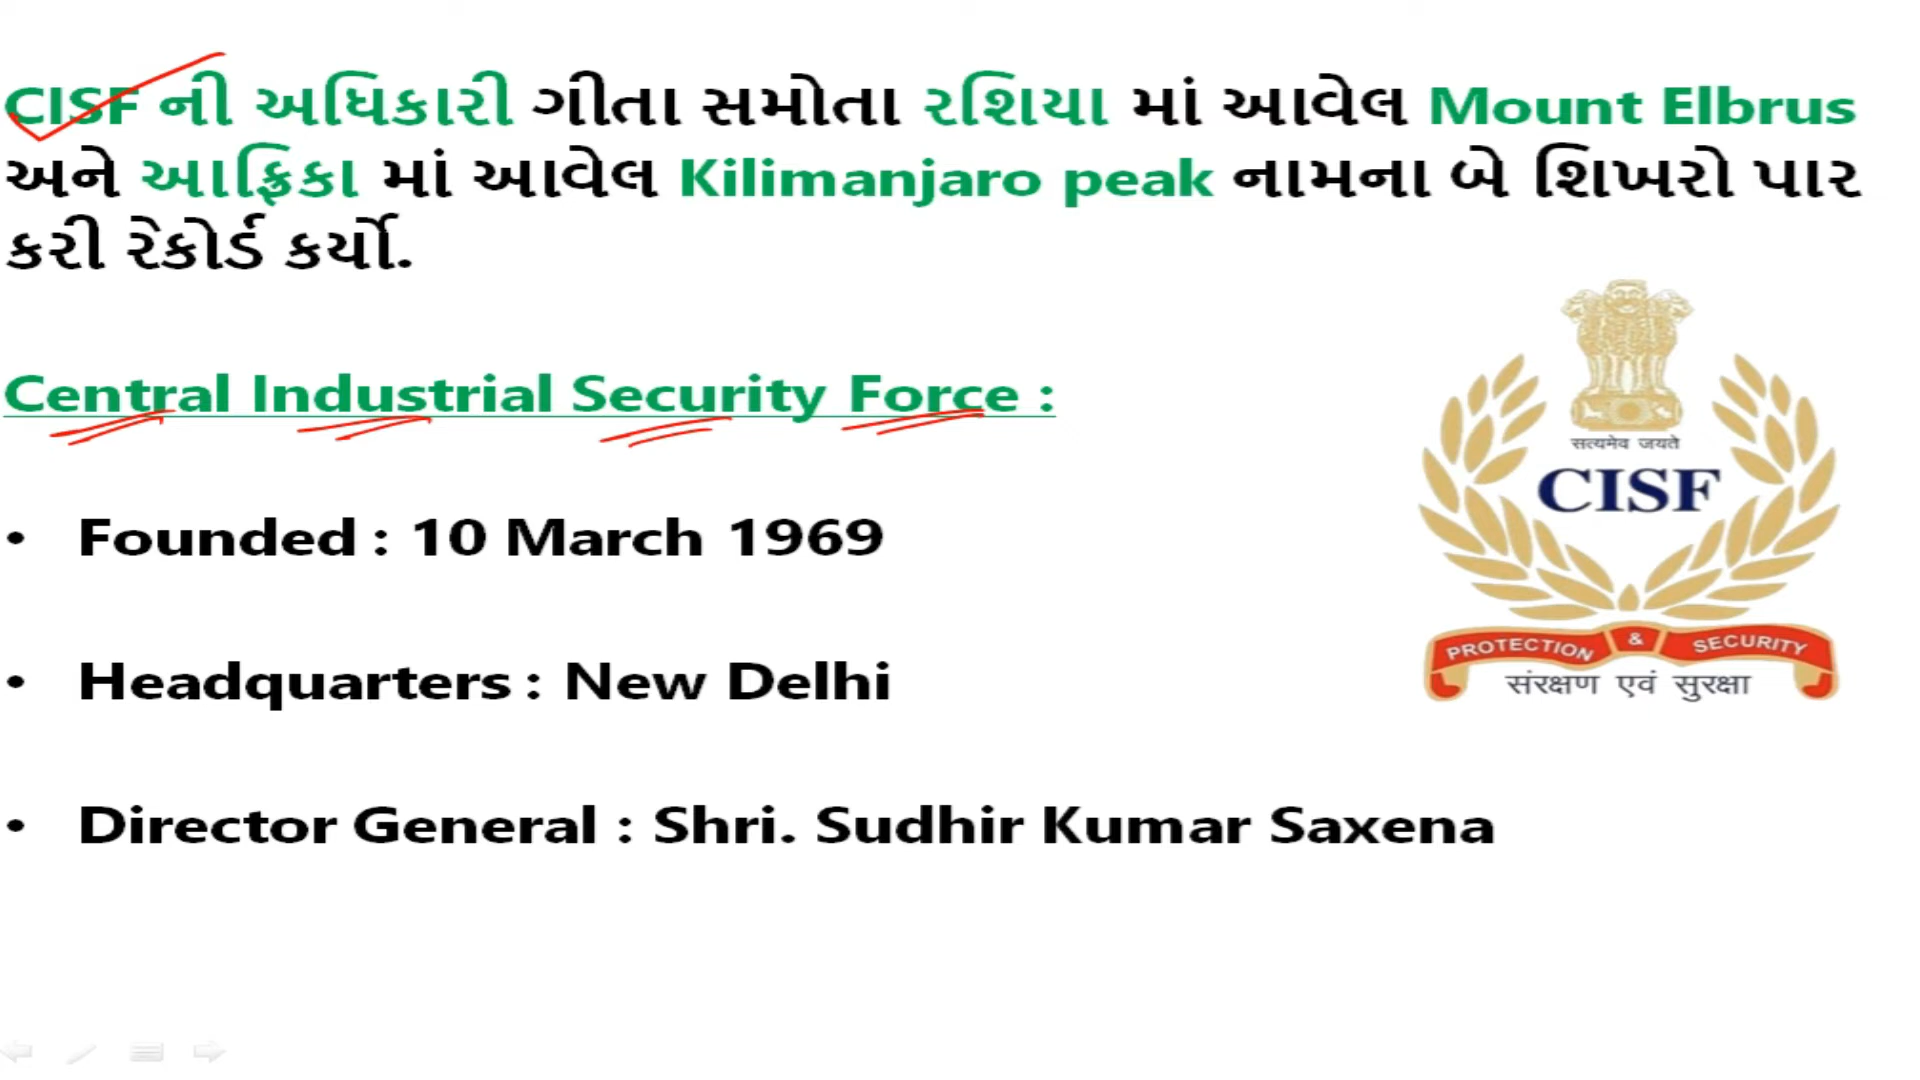 CISF ની અધિકારી ગીતા સમોતા રશિયા માં આવેલ Mount Elbrus
અને આફ્રિકા માં આવેલ Kilimanjaro peak નામના બે શિખરો પાર
કરી રેકોર્ડ કર્યો.
सत्यमेव जयते
CISF
PROTECTION & SECURITY
संरक्षण एवं सुरक्षा
Central Industrial Security Force :
• Founded : 10 March 1969
• Headquarters : New Delhi
• Director General : Shri. Sudhir Kumar Saxena